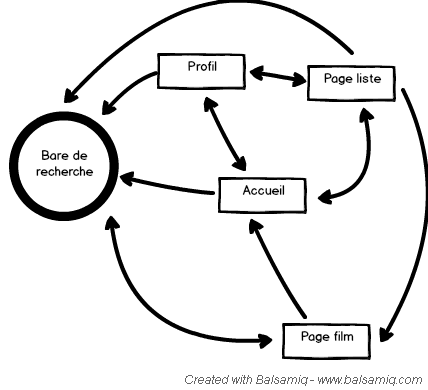 Profil
Page liste
Bare de
recherche
Accueil
Page film
Created with Balsamiq - www.balsamiq.com